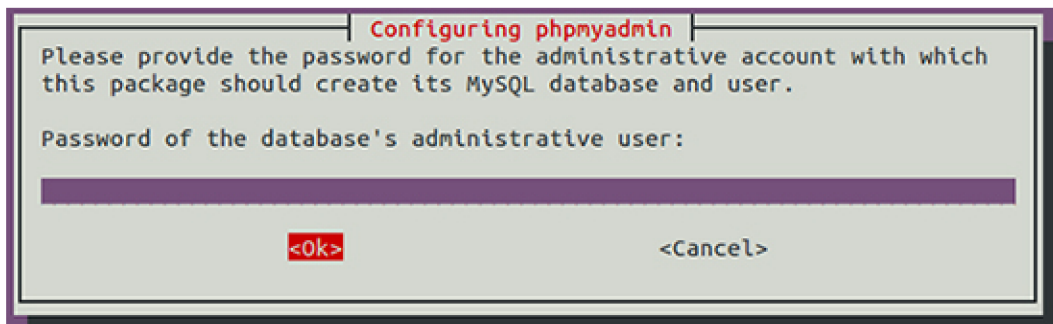 Configuring phpmyadmin
Please provide the password for the administrative account with which
this package should create its MySQL database and user.
Password of the database's administrative user:
<Ok> <Cancel>